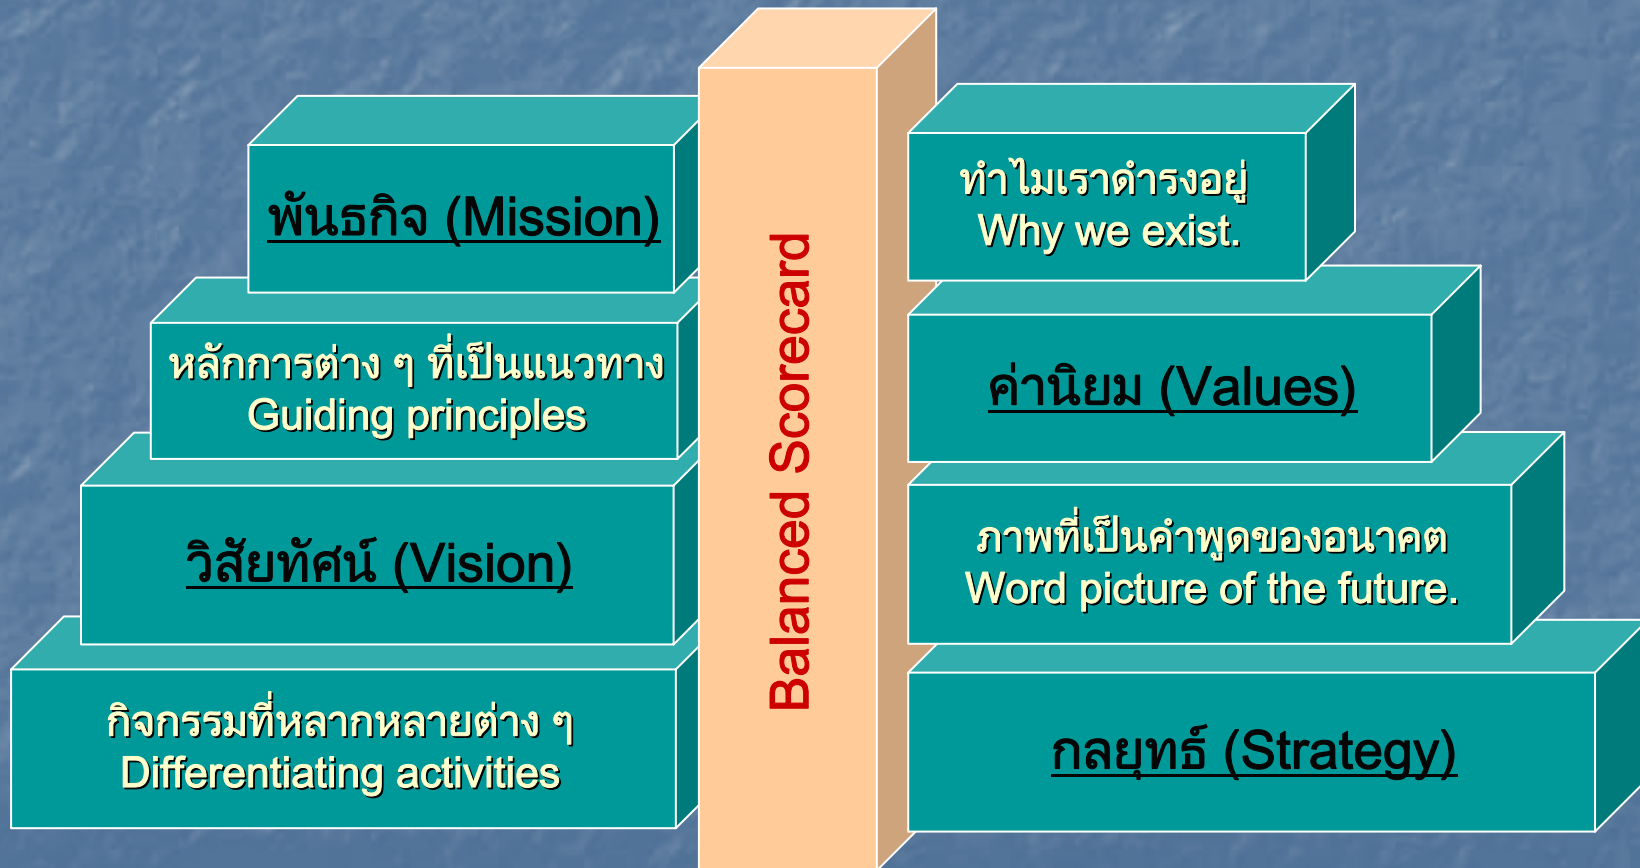 พันธกิจ (Mission)
ทำไมเราดำรงอยู่
Why we exist.
หลักการต่าง ๆ ที่เป็นแนวทาง
Guiding principles
ค่านิยม (Values)
วิสัยทัศน์ (Vision)
ภาพที่เป็นคำพูดของอนาคต
Word picture of the future.
กิจกรรมที่หลากหลายต่าง ๆ
Differentiating activities
กลยุทธ์ (Strategy)
Balanced Scorecard